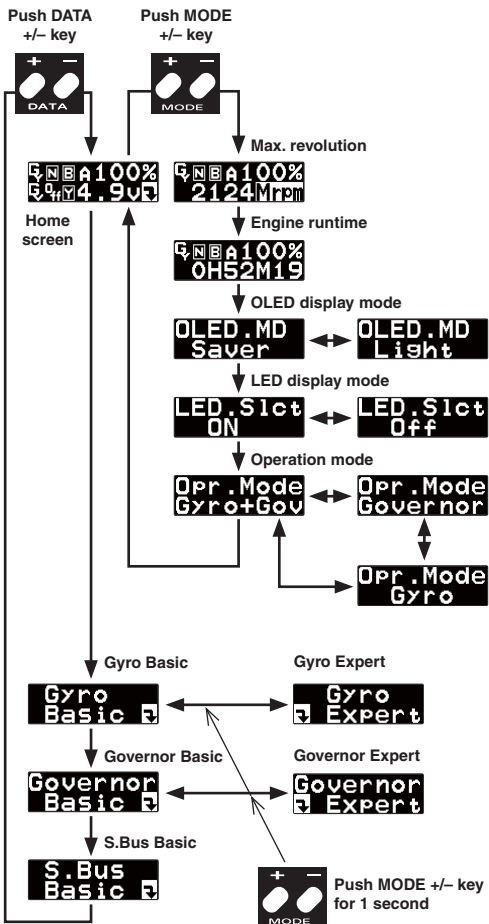 Push DATA
+/– key
Push MODE
+/– key
+ –
DATA
+ –
MODE
Max. revolution
G N B A100%
G Off Y 4.9v
A100%
2124Mrpm
Home
screen
Engine runtime
G N B A100%
0H52M19
OLED display mode
OLED.MD
Saver
OLED.MD
Light
LED display mode
LED.Slct
ON
LED.Slct
Off
Operation mode
Opr.Mode
Gyro+Gov
Opr.Mode
Governor
Opr.Mode
Gyro
Gyro Basic
Gyro Expert
Gyro
Basic
Gyro
Expert
Governor Basic
Governor Expert
Governor
Basic
Governor
Expert
S.Bus Basic
S.Bus
Basic
+ –
MODE
Push MODE +/– key
for 1 second